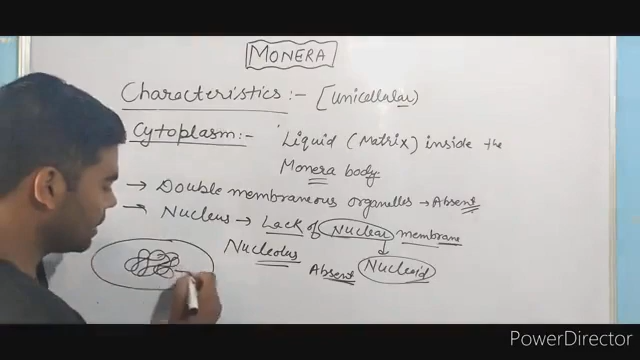 MONERA
Characteristics :- [Unicellular)
Cytoplasm :- Liquid (Matrix) inside the
Monera body.
→ Double membraneous organelles → Absent
→ Nucleus → Lack of Nuclear membrane
Nucleolus Absent Nucleoid
PowerDirector